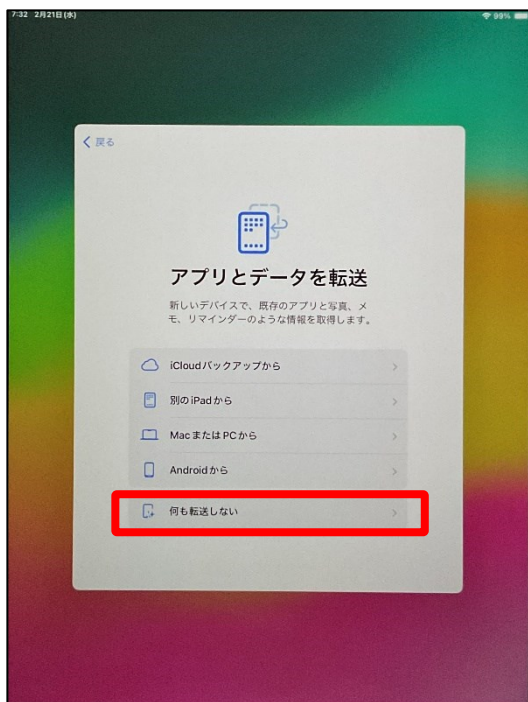 7:32 2月21日(水)
99%
戻る
アプリとデータを転送
新しいデバイスで、既存のアプリと写真、メ
モ、リマインダーのような情報を取得します。
iCloudバックアップから
別のiPadから
MacまたはPCから
Androidから
何も転送しない